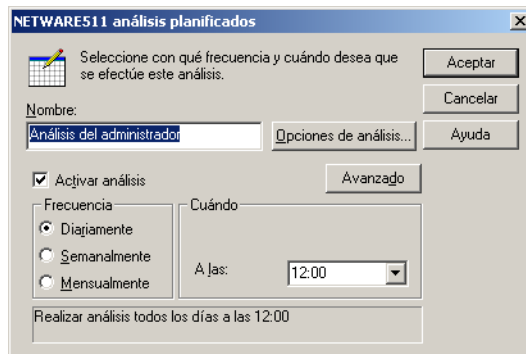 NETWARE511 análisis planificados
Seleccione con qué frecuencia y cuándo desea que
se efectúe este análisis.
Aceptar
Cancelar
Ayuda
Nombre:
Análisis del administrador
Opciones de análisis...
Activar análisis
Avanzado
Frecuencia
Diariamente
Semanalmente
Mensualmente
Cuándo
A las:
12:00
Realizar análisis todos los días a las 12:00